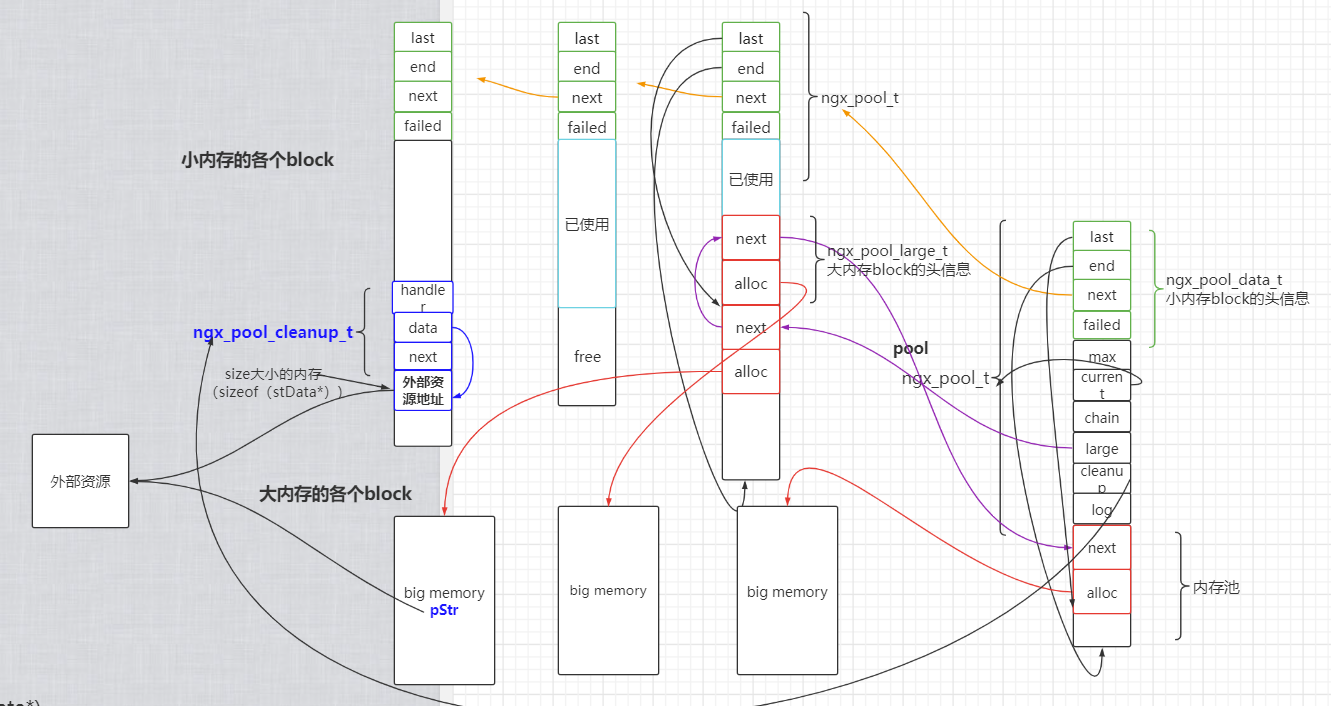 last
end
next
failed
last
end
next
failed
last
end
next
failed
ngx_pool_t
小内存的各个block
已使用
已使用
next
alloc
next
alloc
ngx_pool_large_t
大内存block的头信息
last
end
next
failed
ngx_pool_data_t
小内存block的头信息
handle
r
data
next
外部资
源地址
ngx_pool_cleanup_t
size大小的内存
（sizeof（stData*））
free
pool
ngx_pool_t
max
curren
t
chain
large
cleanu
p
log
next
alloc
内存池
外部资源
大内存的各个block
big memory
pStr
big memory
big memory